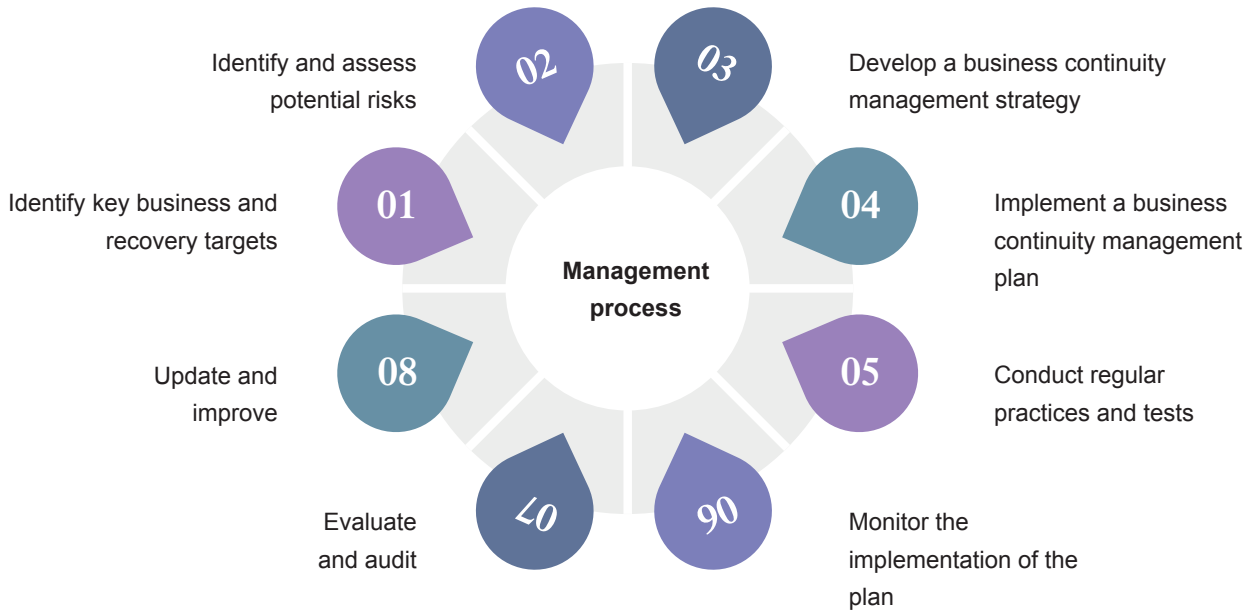 02
Identify and assess
potential risks
03
Develop a business continuity
management strategy
01
Identify key business and
recovery targets
04
Implement a business
continuity management
plan
Management
process
08
Update and
improve
05
Conduct regular
practices and tests
07
Evaluate
and audit
06
Monitor the
implementation of the
plan